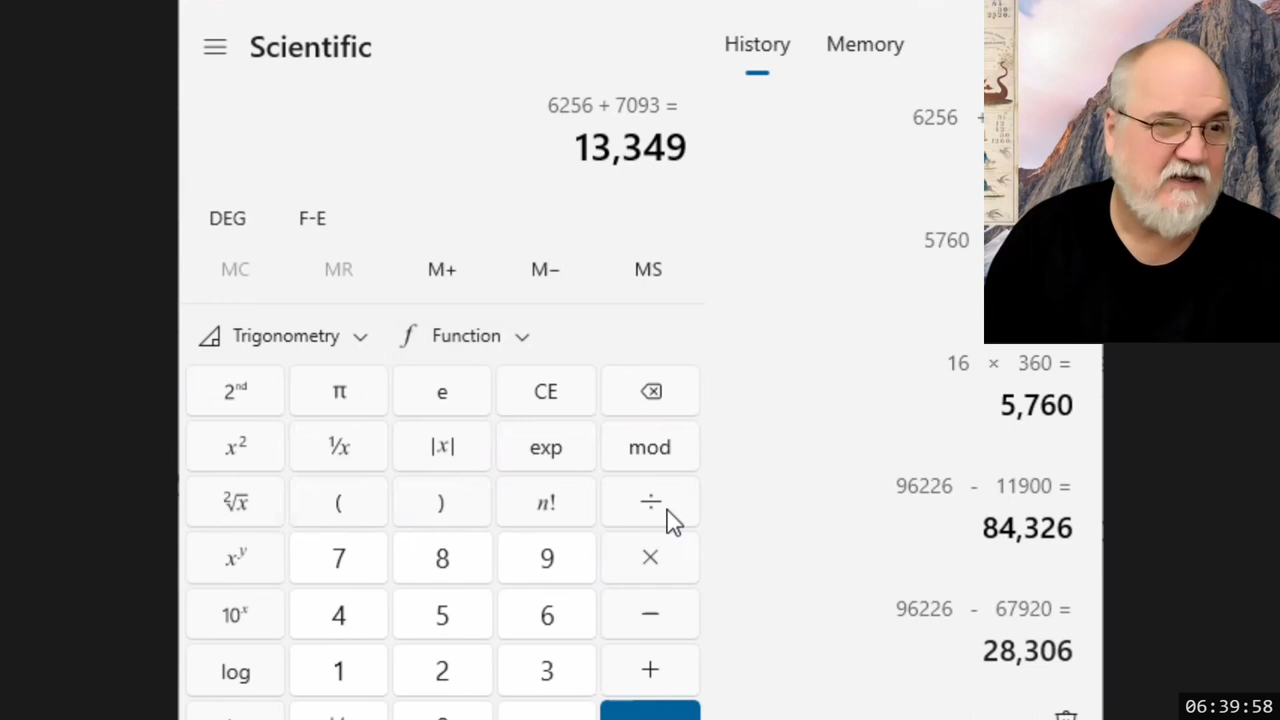 Scientific
History Memory
6256 + 7093 =
13,349
6256 +
DEG F-E
5760
MC MR M+ M− MS
Trigonometry Function
16 × 360 =
5,760
2nd π e CE
x2 1/x |x| exp mod
96226 - 11900 =
84,326
2√x ( ) n! ÷
xy 7 8 9 ×
10x 4 5 6 −
96226 - 67920 =
28,306
log 1 2 3 +
06:39:58